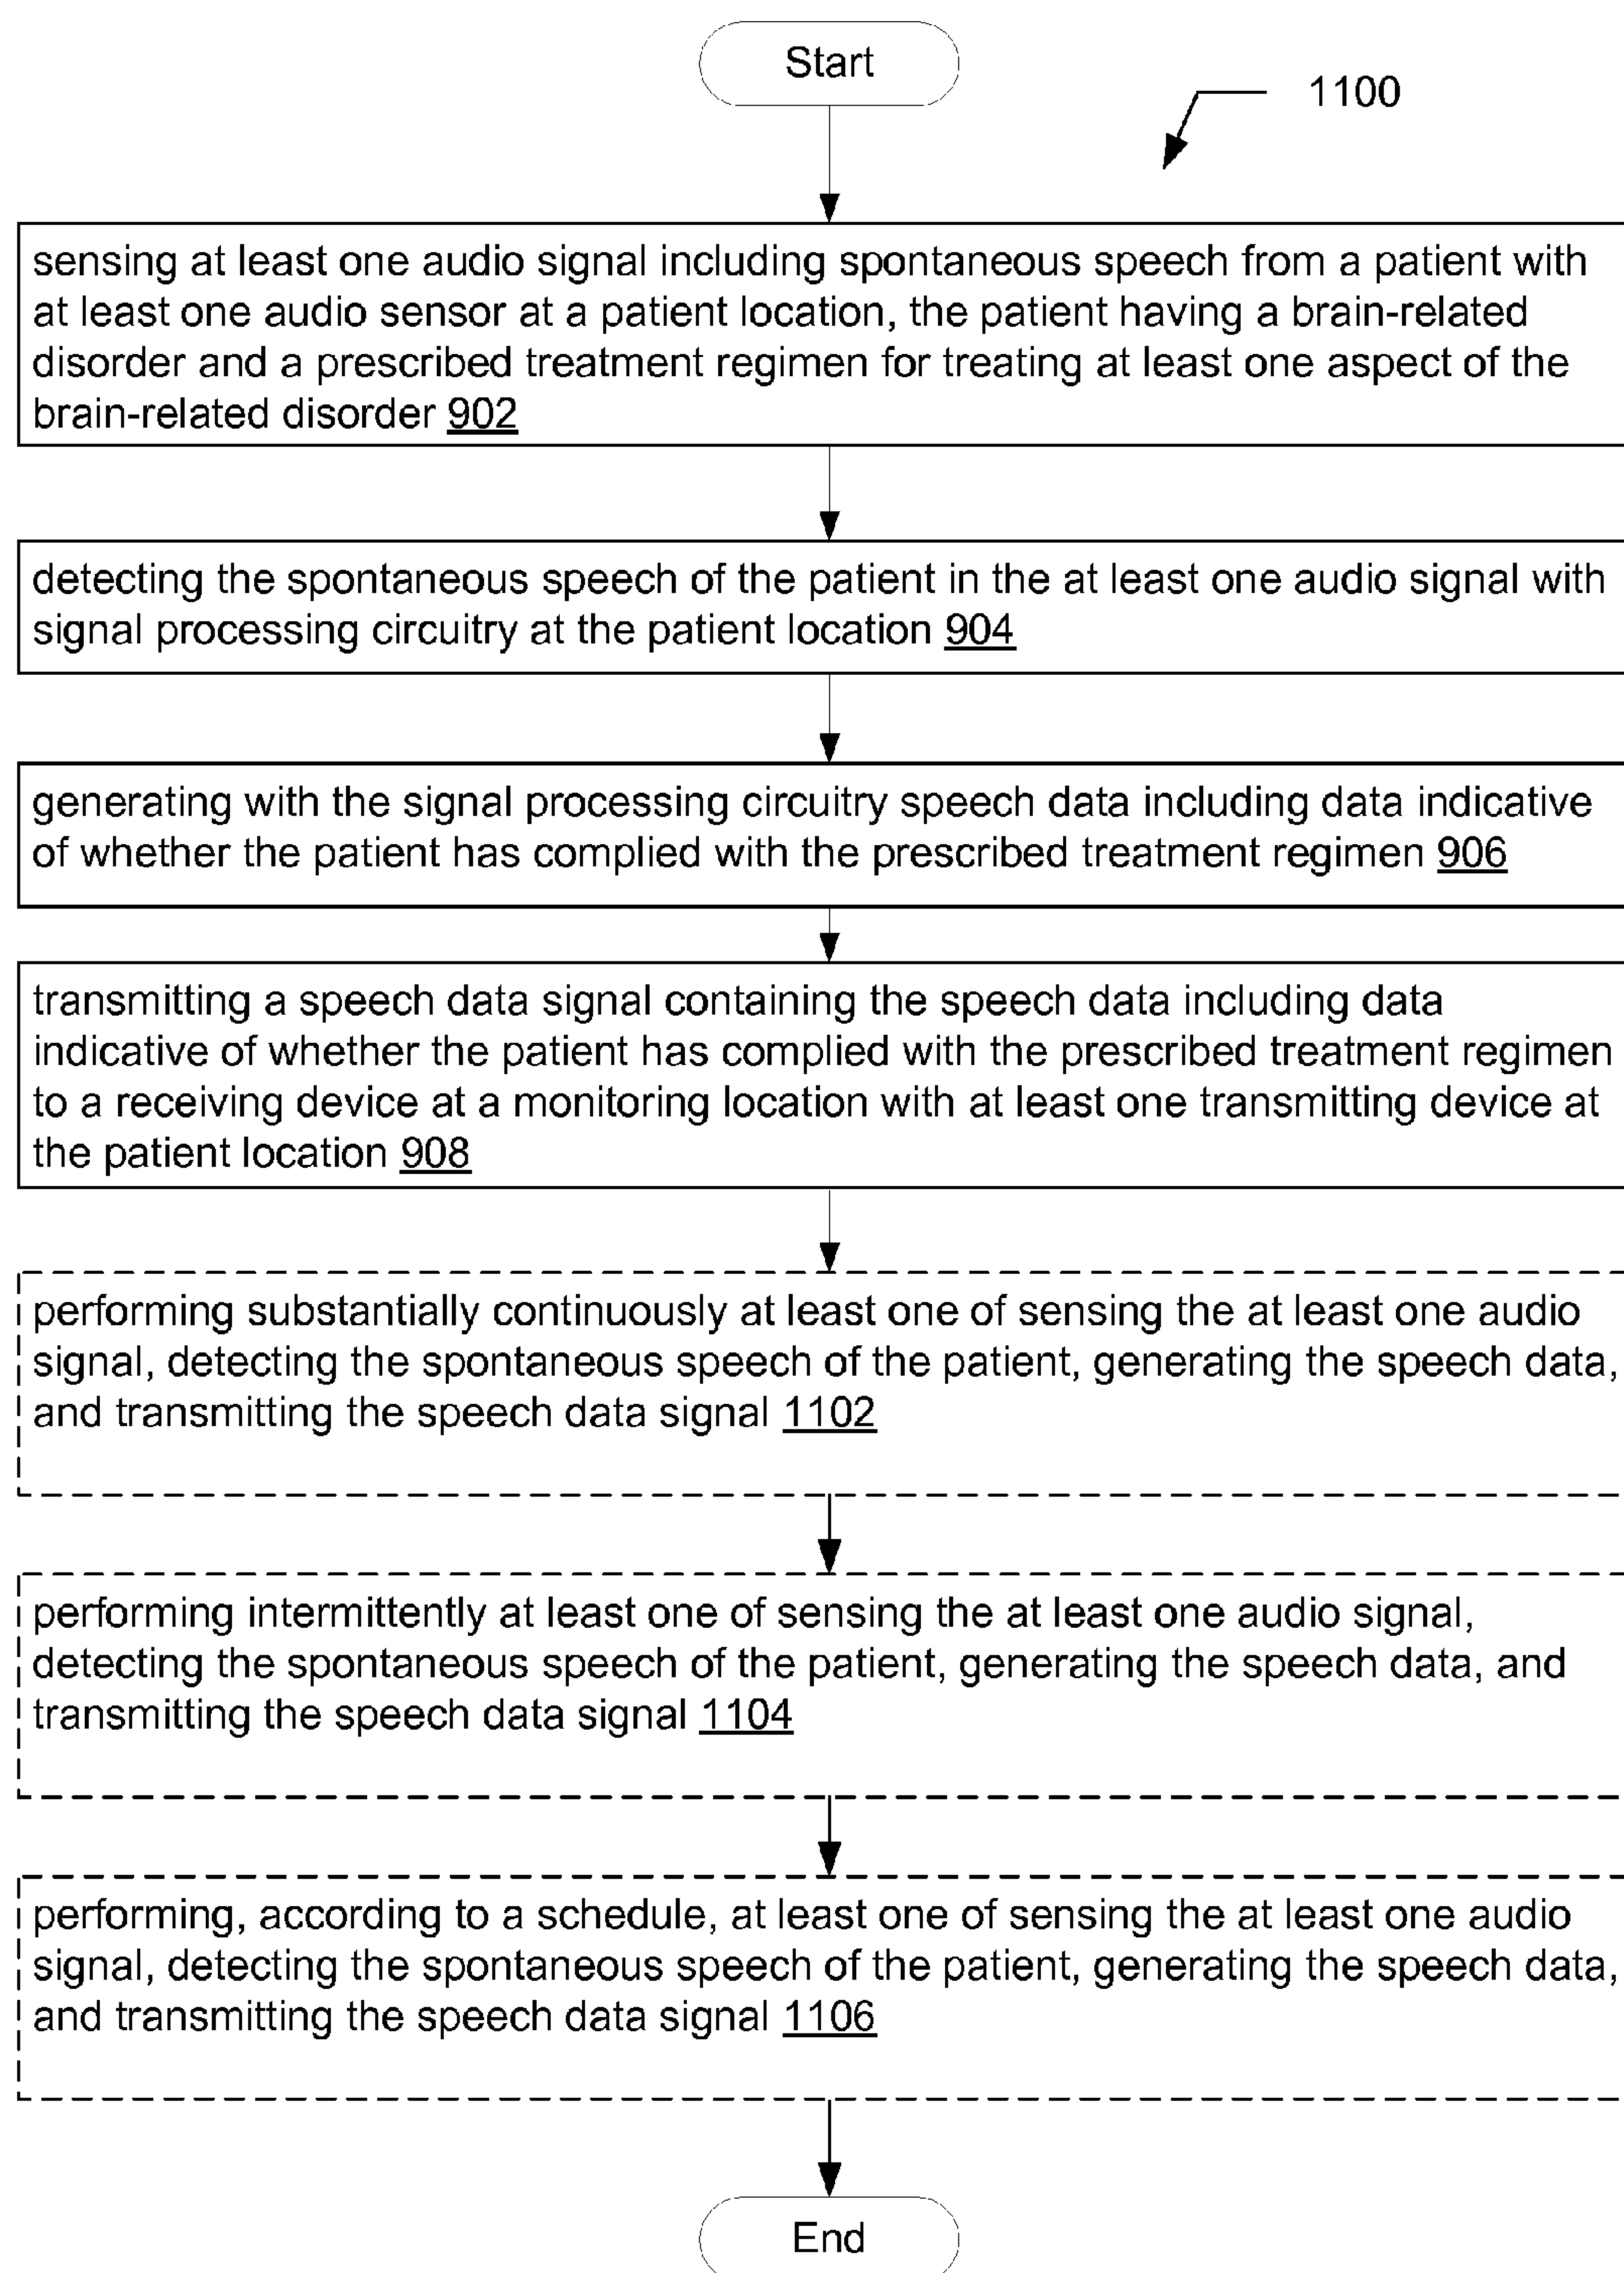 Start
1100
sensing at least one audio signal including spontaneous speech from a patient with
at least one audio sensor at a patient location, the patient having a brain-related
disorder and a prescribed treatment regimen for treating at least one aspect of the
brain-related disorder 902
detecting the spontaneous speech of the patient in the at least one audio signal with
signal processing circuitry at the patient location 904
generating with the signal processing circuitry speech data including data indicative
of whether the patient has complied with the prescribed treatment regimen 906
transmitting a speech data signal containing the speech data including data
indicative of whether the patient has complied with the prescribed treatment regimen
to a receiving device at a monitoring location with at least one transmitting device at
the patient location 908
performing substantially continuously at least one of sensing the at least one audio
signal, detecting the spontaneous speech of the patient, generating the speech data,
and transmitting the speech data signal 1102
performing intermittently at least one of sensing the at least one audio signal,
detecting the spontaneous speech of the patient, generating the speech data, and
transmitting the speech data signal 1104
performing, according to a schedule, at least one of sensing the at least one audio
signal, detecting the spontaneous speech of the patient, generating the speech data,
and transmitting the speech data signal 1106
End